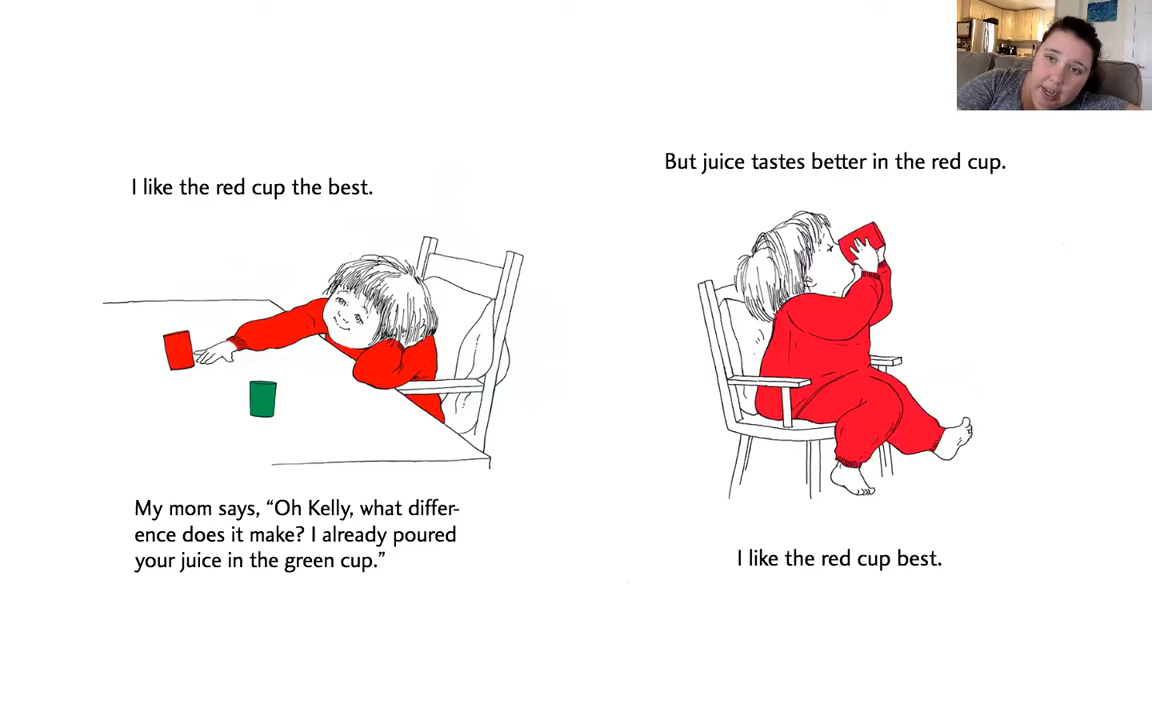 I like the red cup the best.
My mom says, “Oh Kelly, what differ-
ence does it make? I already poured
your juice in the green cup.”
But juice tastes better in the red cup.
I like the red cup best.